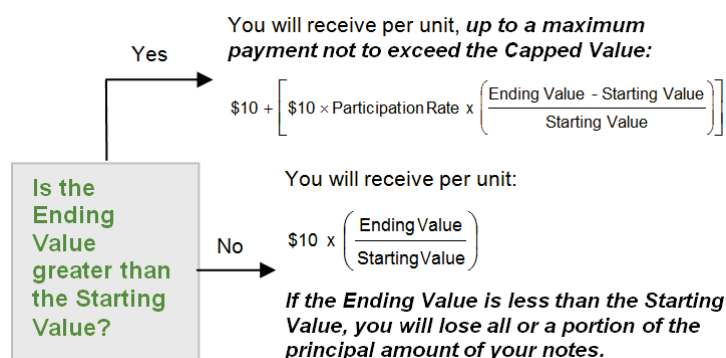 You will receive per unit, up to a maximum
payment not to exceed the Capped Value:
Yes
$10 + [ $10 × Participation Rate x ( Ending Value - Starting Value
Starting Value ) ]
Is the
Ending
Value
greater than
the Starting
Value?
No
You will receive per unit:
$10 x ( Ending Value
Starting Value )
If the Ending Value is less than the Starting
Value, you will lose all or a portion of the
principal amount of your notes.